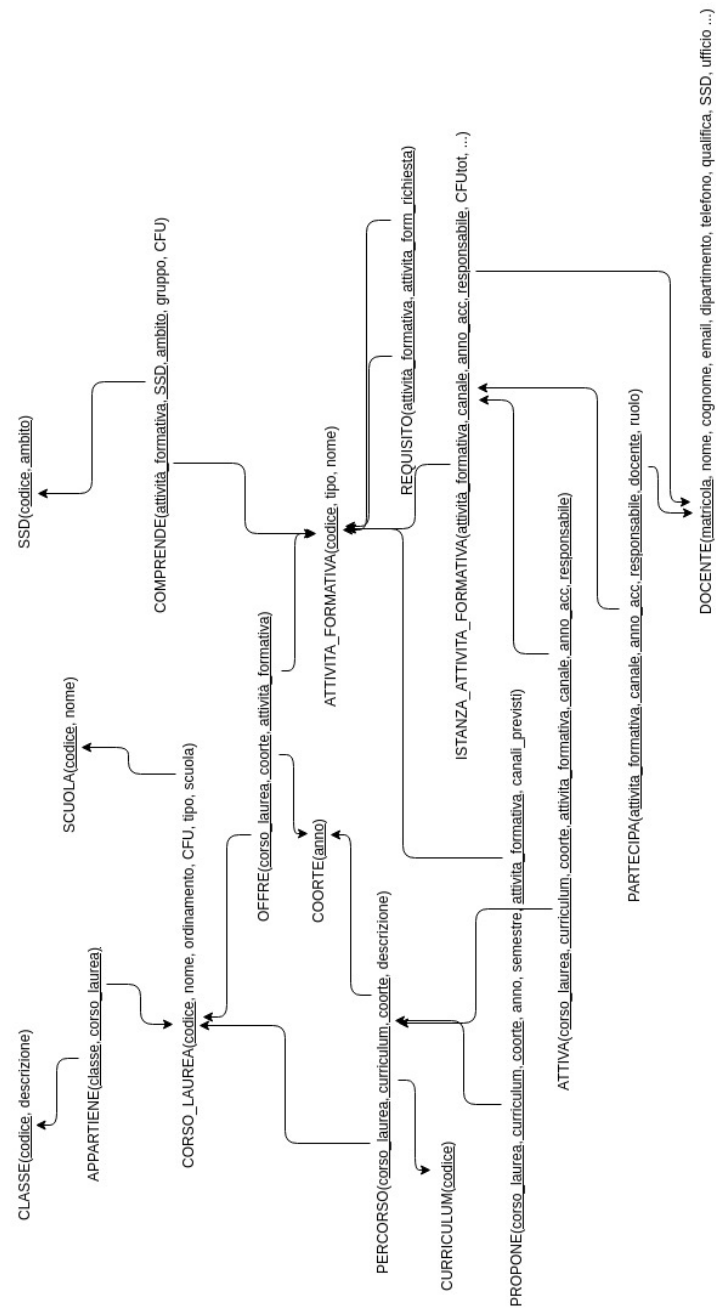 CLASSE(codice, descrizione)
SCUOLA(codice, nome)
SSD(codice, ambito)
APPARTIENE(classe, corso_laurea)
COMPRENDE(attività_formativa, SSD, ambito, gruppo, CFU)
CORSO_LAUREA(codice, nome, ordinamento, CFU, tipo, scuola)
OFFRE(corso_laurea, coorte, attività_formativa)
COORTE(anno)
ATTIVITA_FORMATIVA(codice, tipo, nome)
PERCORSO(corso_laurea, curriculum, coorte, descrizione)
REQUISITO(attività_formativa, attivita_form_richiesta)
CURRICULUM(codice)
ISTANZA_ATTIVITA_FORMATIVA(attività_formativa, canale, anno_acc, responsabile, CFUtot, ...)
PROPONE(corso_laurea, curriculum, coorte, anno, semestre, attivita_formativa, canali_previsti)
ATTIVA(corso_laurea, curriculum, coorte, attivita_formativa, canale, anno_acc, responsabile)
PARTECIPA(attivita_formativa, canale, anno_acc, responsabile, docente, ruolo)
DOCENTE(matricola, nome, cognome, email, dipartimento, telefono, qualifica, SSD, ufficio ...)